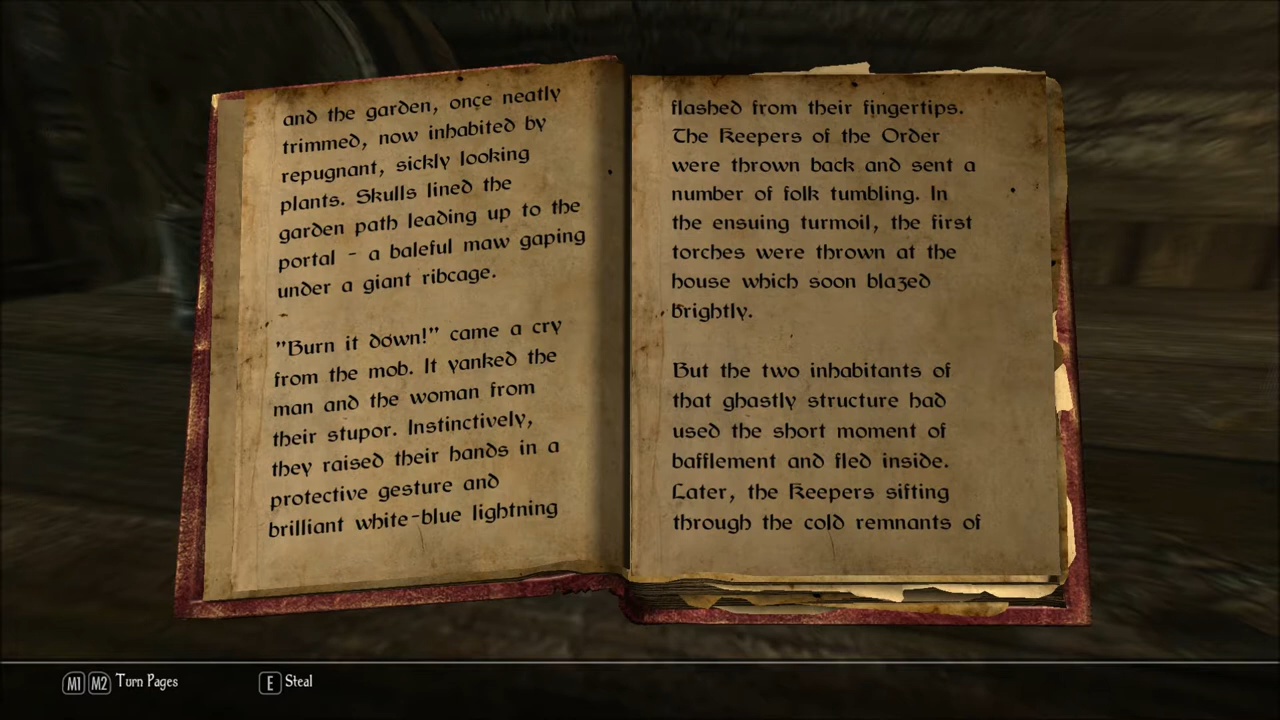 and the garden, once neatly
trimmed, now inhabited by
repugnant, sickly looking
plants. Skulls lined the
garden path leading up to the
portal - a baleful maw gaping
under a giant ribcage.
"Burn it down!" came a cry
from the mob. It yanked the
man and the woman from
their stupor. Instinctively,
they raised their hands in a
protective gesture and
brilliant white-blue lightning
flashed from their fingertips.
The Keepers of the Order
were thrown back and sent a
number of folk tumbling. In
the ensuing turmoil, the first
torches were thrown at the
house which soon blazed
brightly.
But the two inhabitants of
that ghastly structure had
used the short moment of
bafflement and fled inside.
Later, the Keepers sifting
through the cold remnants of
M1 M2 Turn Pages
E Steal